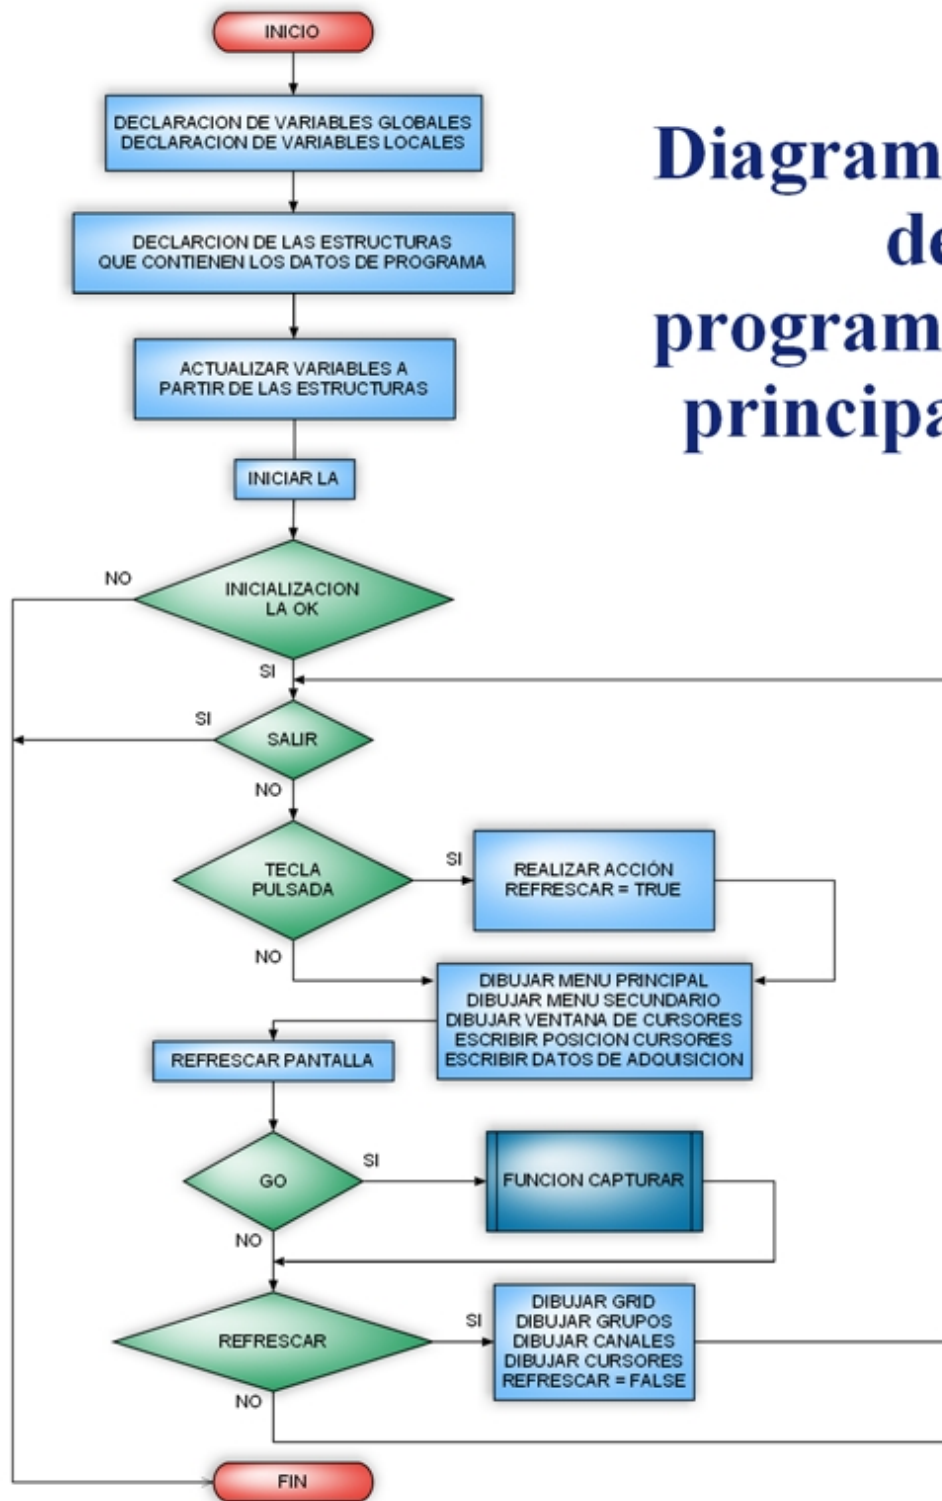 INICIO
DECLARACION DE VARIABLES GLOBALES
DECLARACION DE VARIABLES LOCALES
Diagram
de
program
principa
DECLARCION DE LAS ESTRUCTURAS
QUE CONTIENEN LOS DATOS DE PROGRAMA
ACTUALIZAR VARIABLES A
PARTIR DE LAS ESTRUCTURAS
INICIAR LA
NO
INICIALIZACION
LA OK
SI
SI
SALIR
NO
TECLA
PULSADA
SI
REALIZAR ACCIÓN
REFRESCAR = TRUE
NO
DIBUJAR MENU PRINCIPAL
DIBUJAR MENU SECUNDARIO
DIBUJAR VENTANA DE CURSORES
ESCRIBIR POSICION CURSORES
ESCRIBIR DATOS DE ADQUISICION
REFRESCAR PANTALLA
GO
SI
FUNCION CAPTURAR
NO
REFRESCAR
SI
DIBUJAR GRID
DIBUJAR GRUPOS
DIBUJAR CANALES
DIBUJAR CURSORES
REFRESCAR = FALSE
NO
FIN